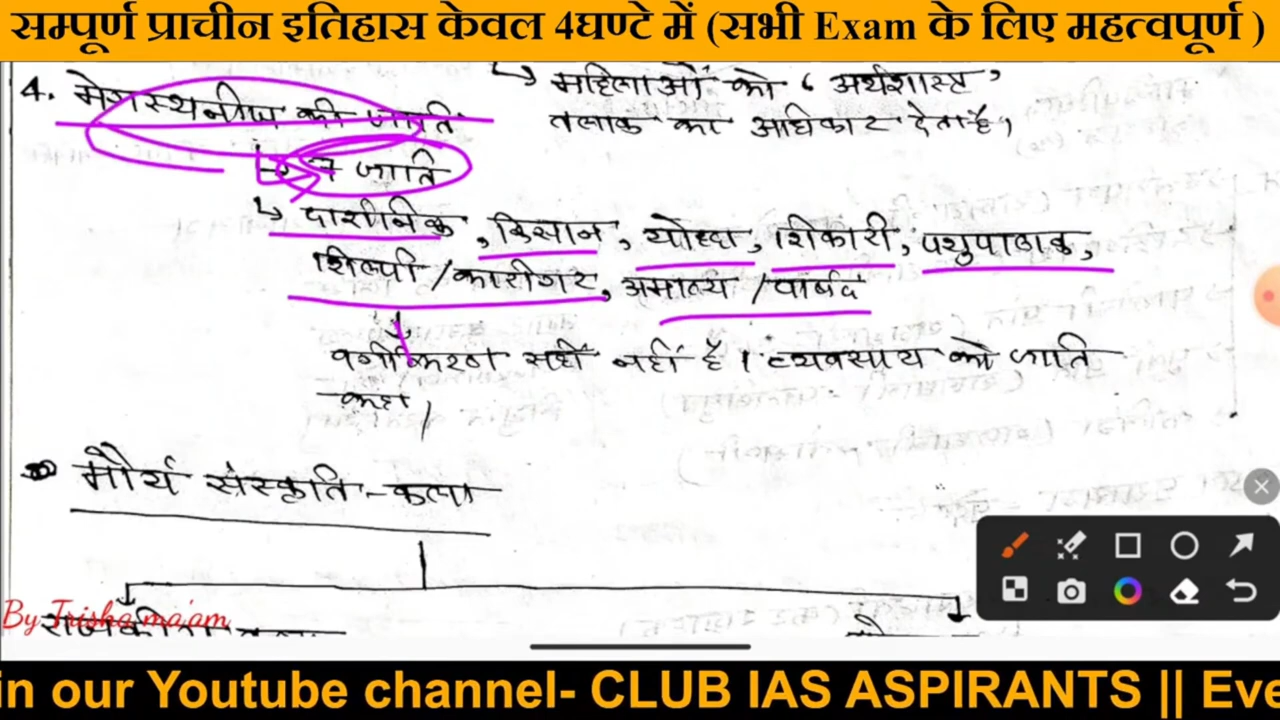 सम्पूर्ण प्राचीन इतिहास केवल 4घण्टे में (सभी Exam के लिए महत्वपूर्ण )
↳ महिलाओं को 'अर्थशास्त्र'
तलाक का अधिकार देता है।
4. मेगस्थनीज की जाति
→ 7 जाति
↳ दार्शनिक, किसान, योध्दा, शिकारी, पशुपालक,
शिल्पी /कारीगर, अमात्य /पार्षद
वर्गीकरण सही नहीं है। व्यवसाय को जाति
कहा।
मौर्य संस्कृति - कला
By Trisha ma'am
in our Youtube channel- CLUB IAS ASPIRANTS || Eve